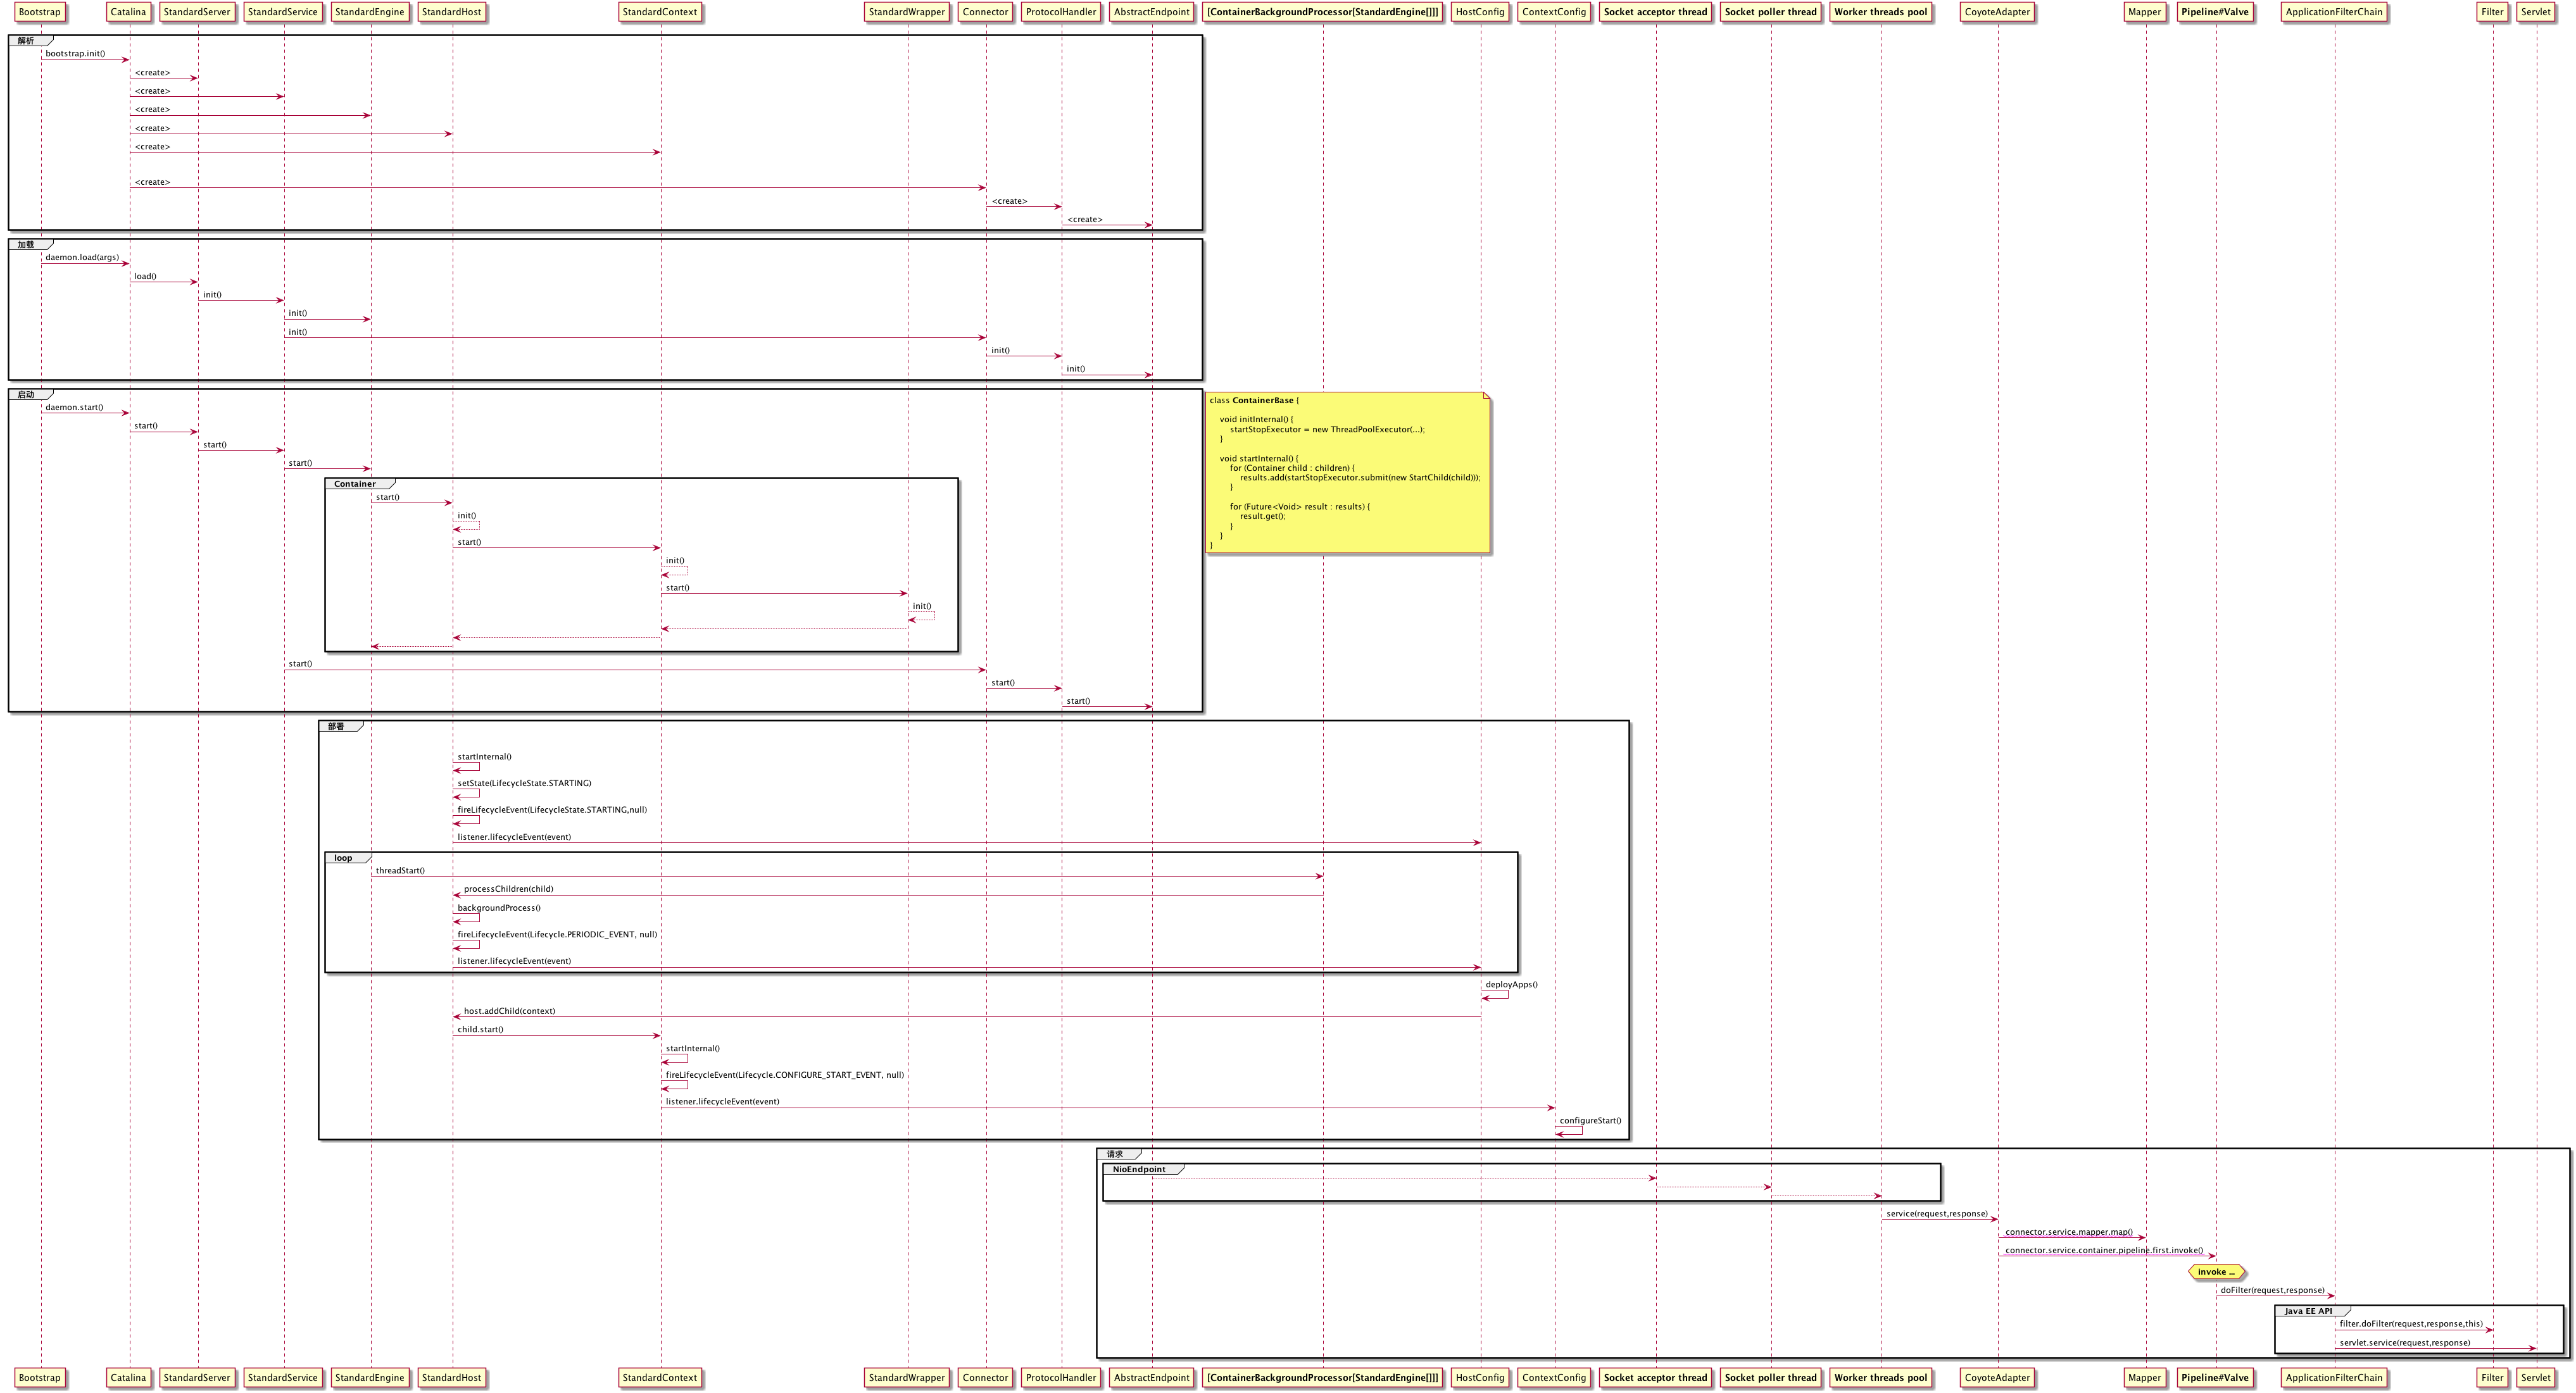 Bootstrap
Catalina
StandardServer
StandardService
StandardEngine
StandardHost
StandardContext
StandardWrapper
Connector
ProtocolHandler
AbstractEndpoint
[ContainerBackgroundProcessor[StandardEngine[]]]
HostConfig
ContextConfig
Socket acceptor thread
Socket poller thread
Worker threads pool
CoyoteAdapter
Mapper
Pipeline#Valve
ApplicationFilterChain
Filter
Servlet
解析
bootstrap.init()
<create>
<create>
<create>
<create>
<create>
<create>
<create>
<create>
加载
daemon.load(args)
load()
init()
init()
init()
init()
init()
启动
daemon.start()
start()
start()
start()
Container
start()
init()
start()
init()
start()
init()
start()
start()
start()
class ContainerBase {
void initInternal() {
startStopExecutor = new ThreadPoolExecutor(...);
}
void startInternal() {
for (Container child : children) {
results.add(startStopExecutor.submit(new StartChild(child)));
}
for (Future<Void> result : results) {
result.get();
}
}
}
部署
startInternal()
setState(LifecycleState.STARTING)
fireLifecycleEvent(LifecycleState.STARTING,null)
listener.lifecycleEvent(event)
loop
threadStart()
processChildren(child)
backgroundProcess()
fireLifecycleEvent(Lifecycle.PERIODIC_EVENT, null)
listener.lifecycleEvent(event)
deployApps()
host.addChild(context)
child.start()
startInternal()
fireLifecycleEvent(Lifecycle.CONFIGURE_START_EVENT, null)
listener.lifecycleEvent(event)
configureStart()
请求
NioEndpoint
service(request,response)
connector.service.mapper.map()
connector.service.container.pipeline.first.invoke()
invoke ...
doFilter(request,response)
Java EE API
filter.doFilter(request,response,this)
servlet.service(request,response)
Bootstrap
Catalina
StandardServer
StandardService
StandardEngine
StandardHost
StandardContext
StandardWrapper
Connector
ProtocolHandler
AbstractEndpoint
[ContainerBackgroundProcessor[StandardEngine[]]]
HostConfig
ContextConfig
Socket acceptor thread
Socket poller thread
Worker threads pool
CoyoteAdapter
Mapper
Pipeline#Valve
ApplicationFilterChain
Filter
Servlet